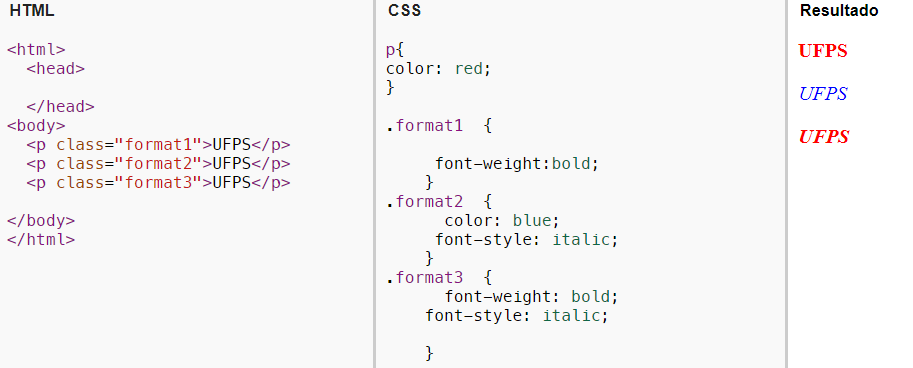 HTML
<html>
<head>
</head>
<body>
<p class="format1">UFPS</p>
<p class="format2">UFPS</p>
<p class="format3">UFPS</p>
</body>
</html>
CSS
p{
color: red;
}
.format1 {
font-weight:bold;
}
.format2 {
color: blue;
font-style: italic;
}
.format3 {
font-weight: bold;
font-style: italic;
}
Resultado
UFPS
UFPS
UFPS